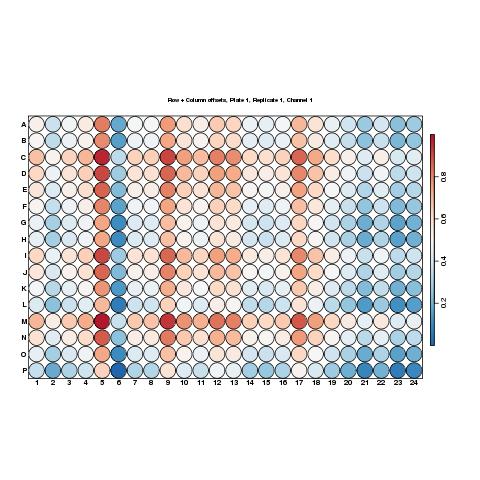 Row + Column offsets, Plate 1, Replicate 1, Channel 1
A
B
C
D
E
F
G
H
I
J
K
L
M
N
O
P
1 2 3 4 5 6 7 8 9 10 11 12 13 14 15 16 17 18 19 20 21 22 23 24
0.8
0.6
0.4
0.2